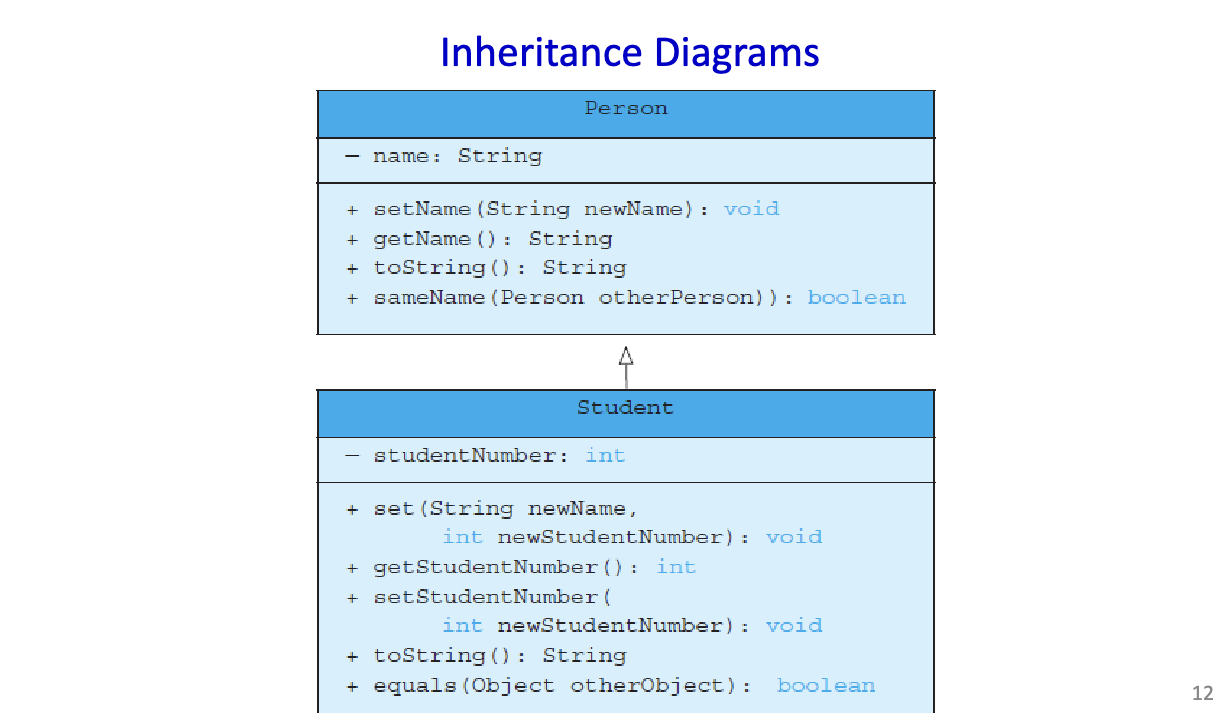 Inheritance Diagrams
Person
– name: String
+ setName(String newName): void
+ getName(): String
+ toString(): String
+ sameName(Person otherPerson)): boolean
Student
– studentNumber: int
+ set(String newName,
int newStudentNumber): void
+ getStudentNumber(): int
+ setStudentNumber(
int newStudentNumber): void
+ toString(): String
+ equals(Object otherObject): boolean
12